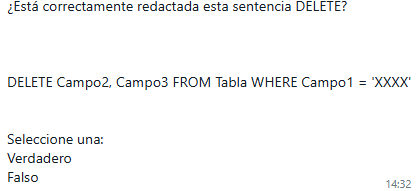 ¿Está correctamente redactada esta sentencia DELETE?
DELETE Campo2, Campo3 FROM Tabla WHERE Campo1 = 'XXXX'
Seleccione una:
Verdadero
Falso
14:32